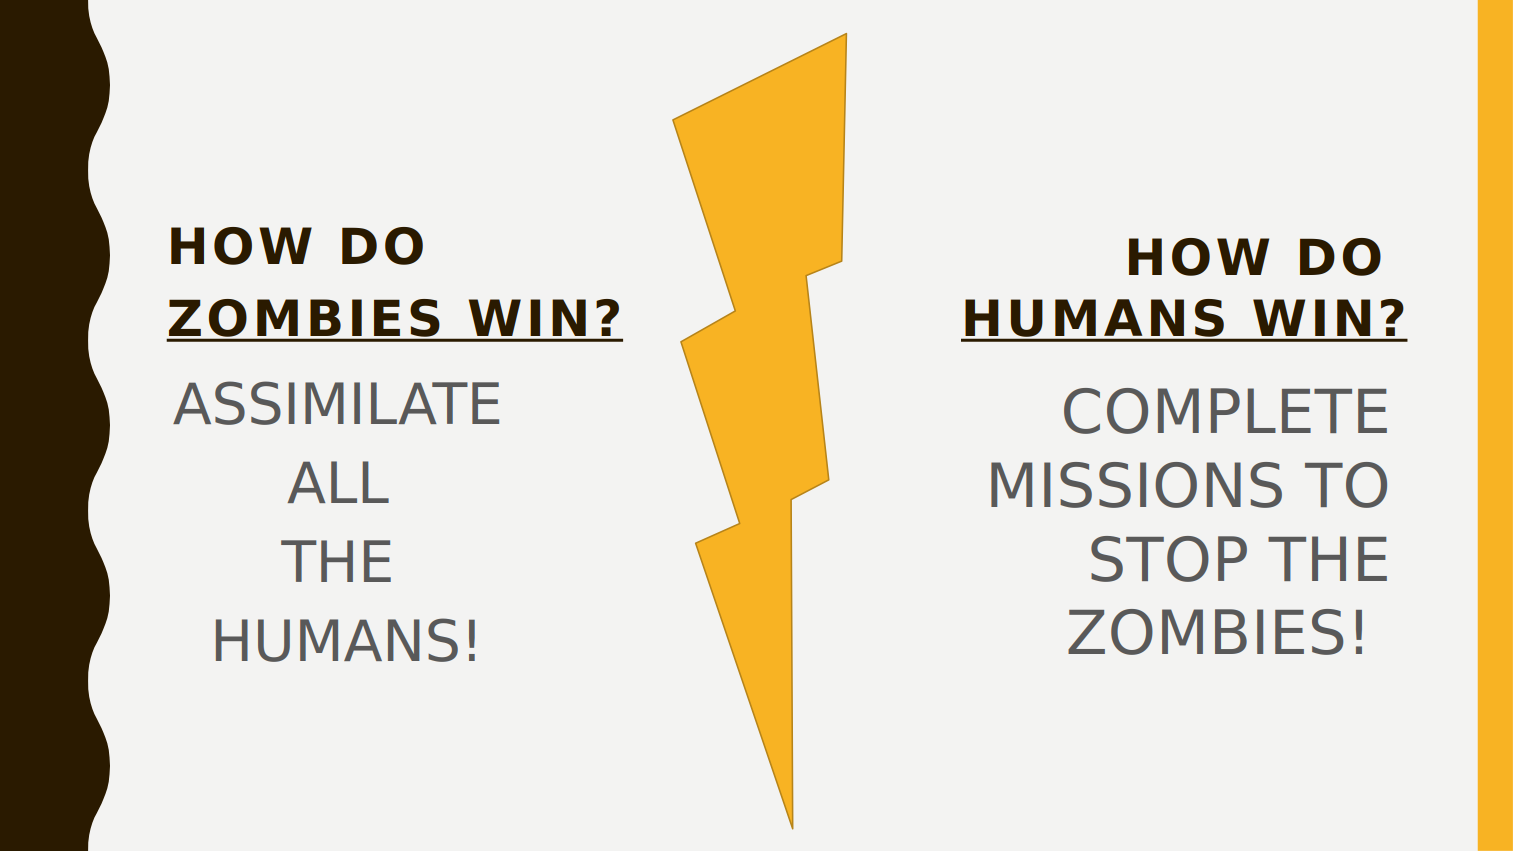 HOW DO
ZOMBIES WIN?
ASSIMILATE
ALL
THE
HUMANS!
HOW DO
HUMANS WIN?
COMPLETE
MISSIONS TO
STOP THE
ZOMBIES!